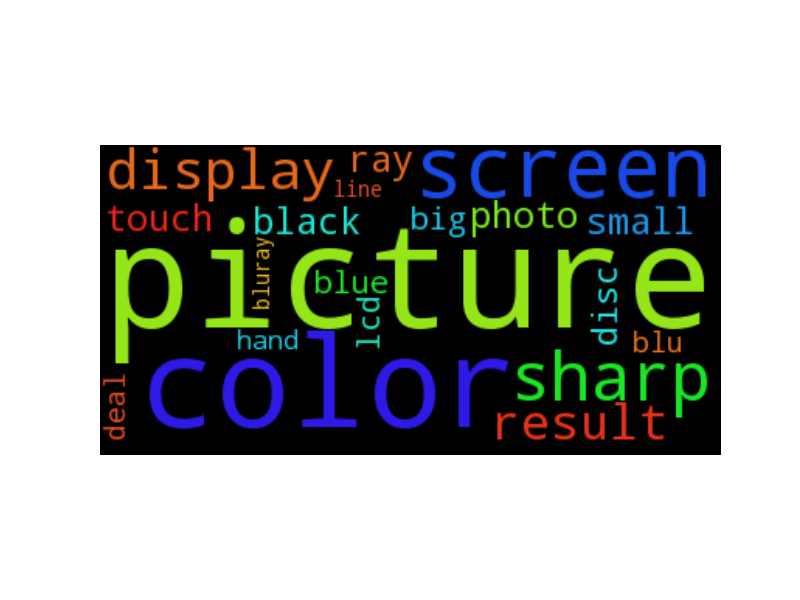 display ray screen
line
touch black big photo small
picture
bluray blue lcd disc
hand blu
color sharp
deal result